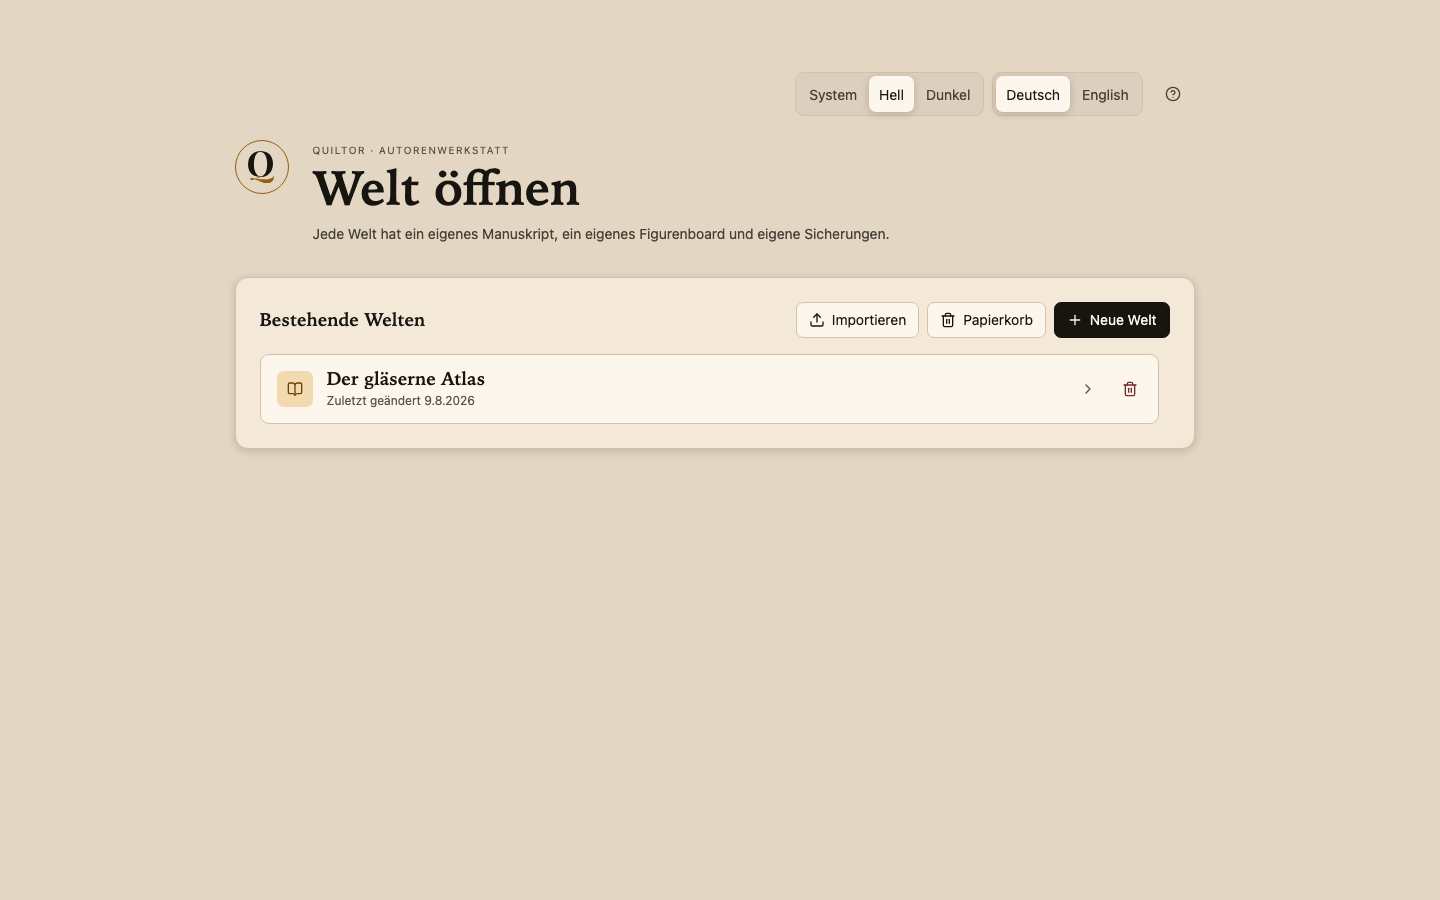 System Hell Dunkel Deutsch English
Q
QUILTOR · AUTORENWERKSTATT
Welt öffnen
Jede Welt hat ein eigenes Manuskript, ein eigenes Figurenboard und eigene Sicherungen.
Bestehende Welten Importieren Papierkorb Neue Welt
Der gläserne Atlas
Zuletzt geändert 9.8.2026